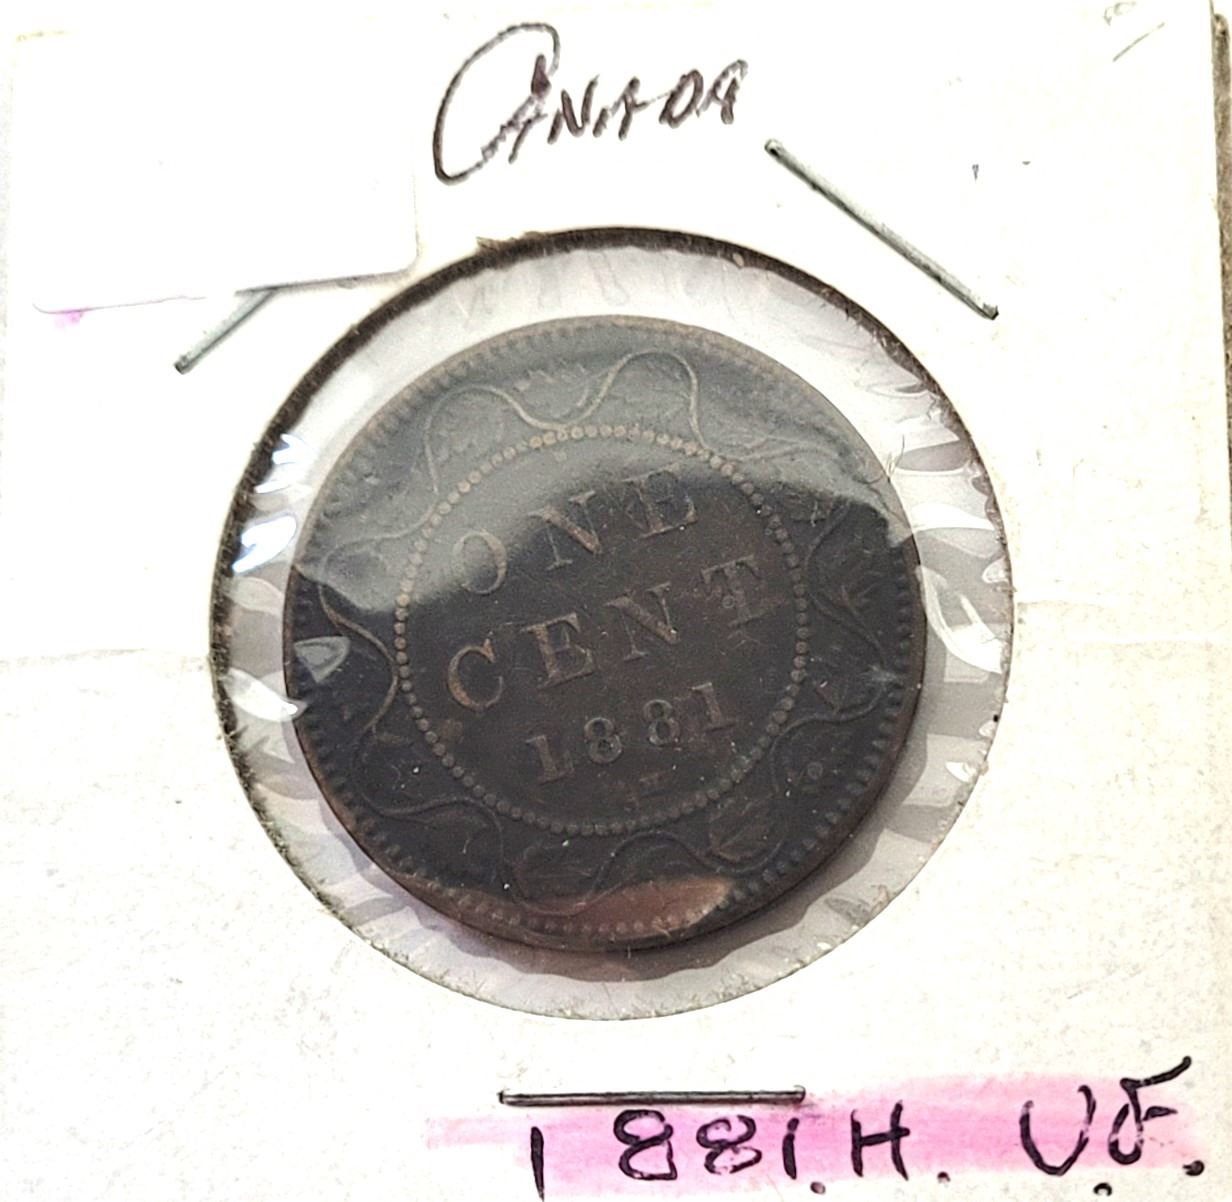 CANADA
ONE
CENT
1881
H
1881.H. V.F.